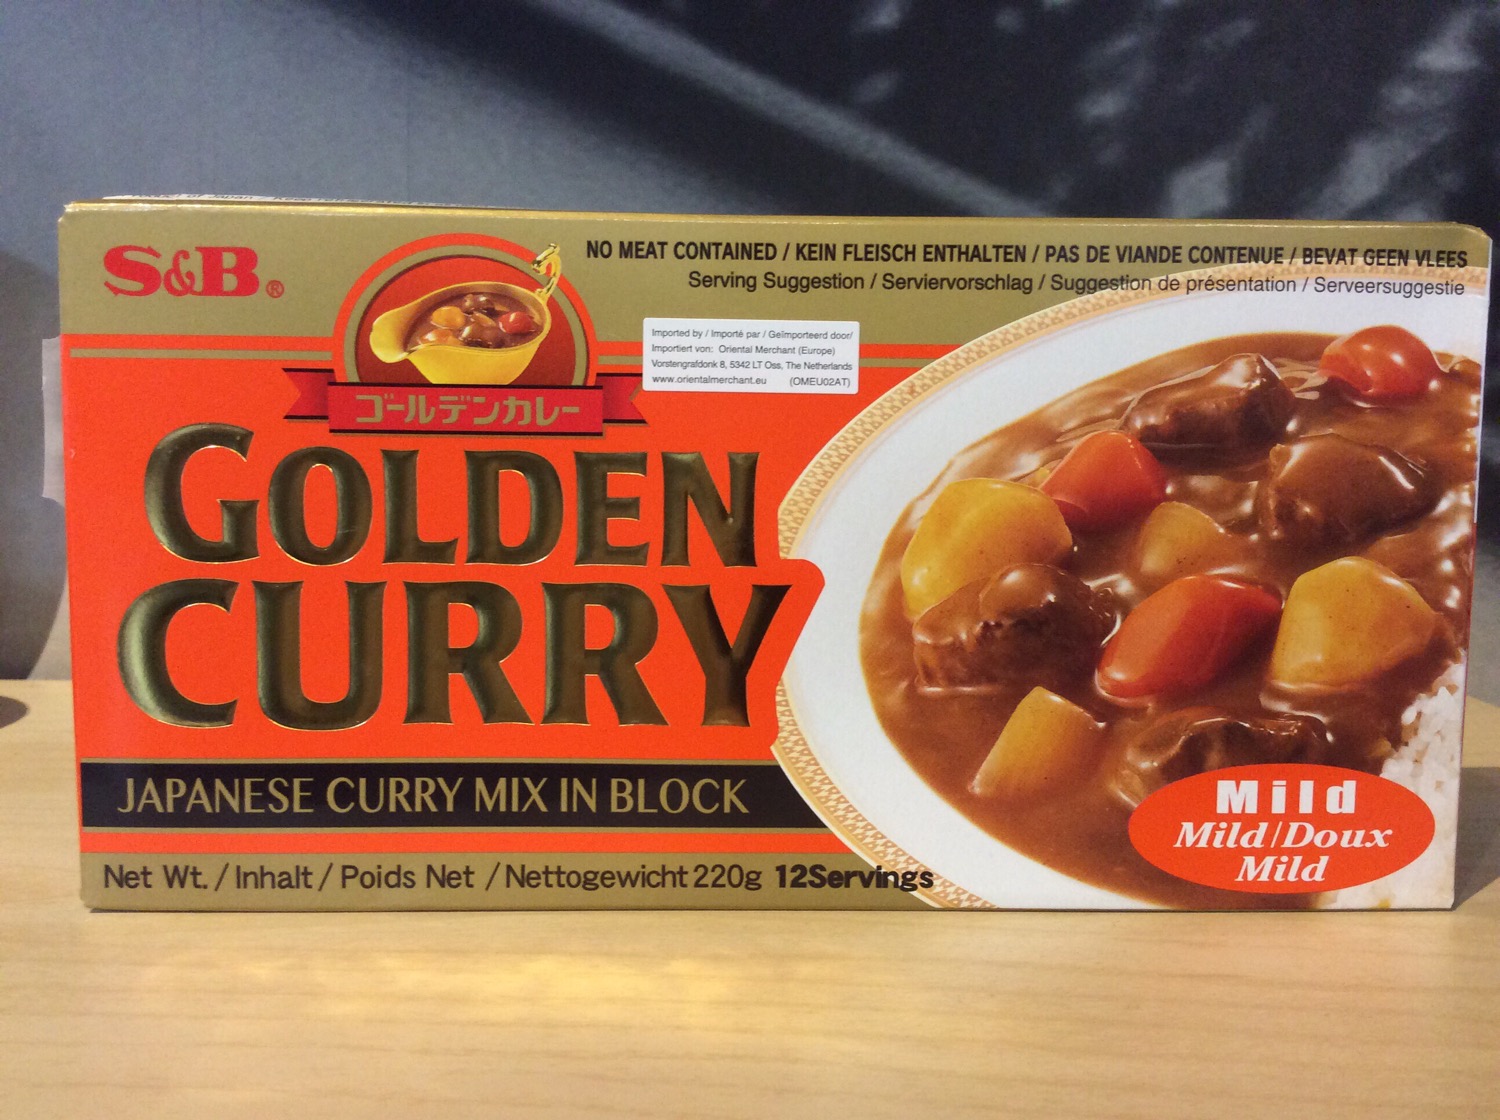 S&B®
NO MEAT CONTAINED / KEIN FLEISCH ENTHALTEN / PAS DE VIANDE CONTENUE / BEVAT GEEN VLEES
Serving Suggestion / Serviervorschlag / Suggestion de présentation / Serveersuggestie
Imported by / Importé par / Geïmporteerd door/
Importiert von: Oriental Merchant (Europe)
Vorstengrafdonk 8, 5342 LT Oss, The Netherlands
www.orientalmerchant.eu (OMEU02AT)
ゴールデンカレー
GOLDEN
CURRY
JAPANESE CURRY MIX IN BLOCK
Net Wt. / Inhalt / Poids Net / Nettogewicht 220g 12Servings
Mild
Mild/Doux
Mild